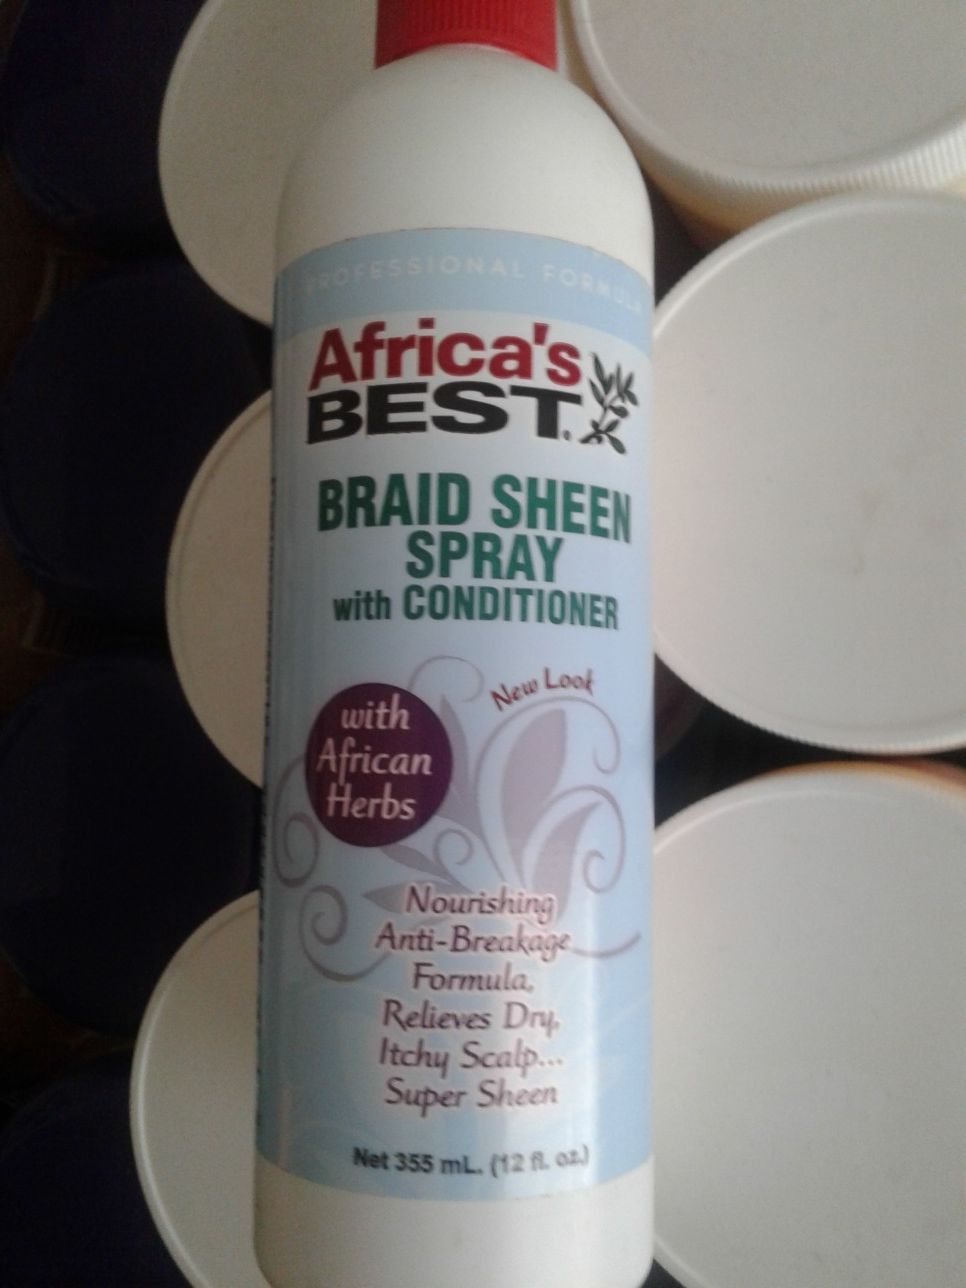 PROFESSIONAL FORMULA
Africa's
BEST®
BRAID SHEEN
SPRAY
with CONDITIONER
New Look
with
African
Herbs
Nourishing
Anti-Breakage
Formula,
Relieves Dry,
Itchy Scalp...
Super Sheen
Net 355 mL. (12 fl. oz.)